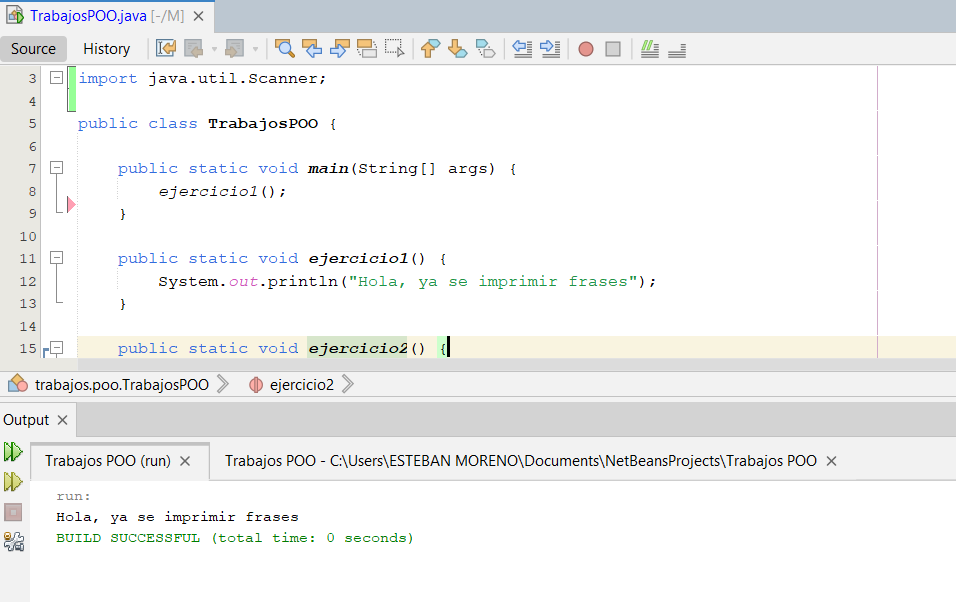 TrabajosPOO.java [-/M]
Source History
3 import java.util.Scanner;
4
5 public class TrabajosPOO {
6
7 public static void main(String[] args) {
8 ejercicio1();
9 }
10
11 public static void ejercicio1() {
12 System.out.println("Hola, ya se imprimir frases");
13 }
14
15 public static void ejercicio2() {
trabajos.poo.TrabajosPOO ejercicio2
Output
Trabajos POO (run) Trabajos POO - C:\Users\ESTEBAN MORENO\Documents\NetBeansProjects\Trabajos POO
run:
Hola, ya se imprimir frases
BUILD SUCCESSFUL (total time: 0 seconds)